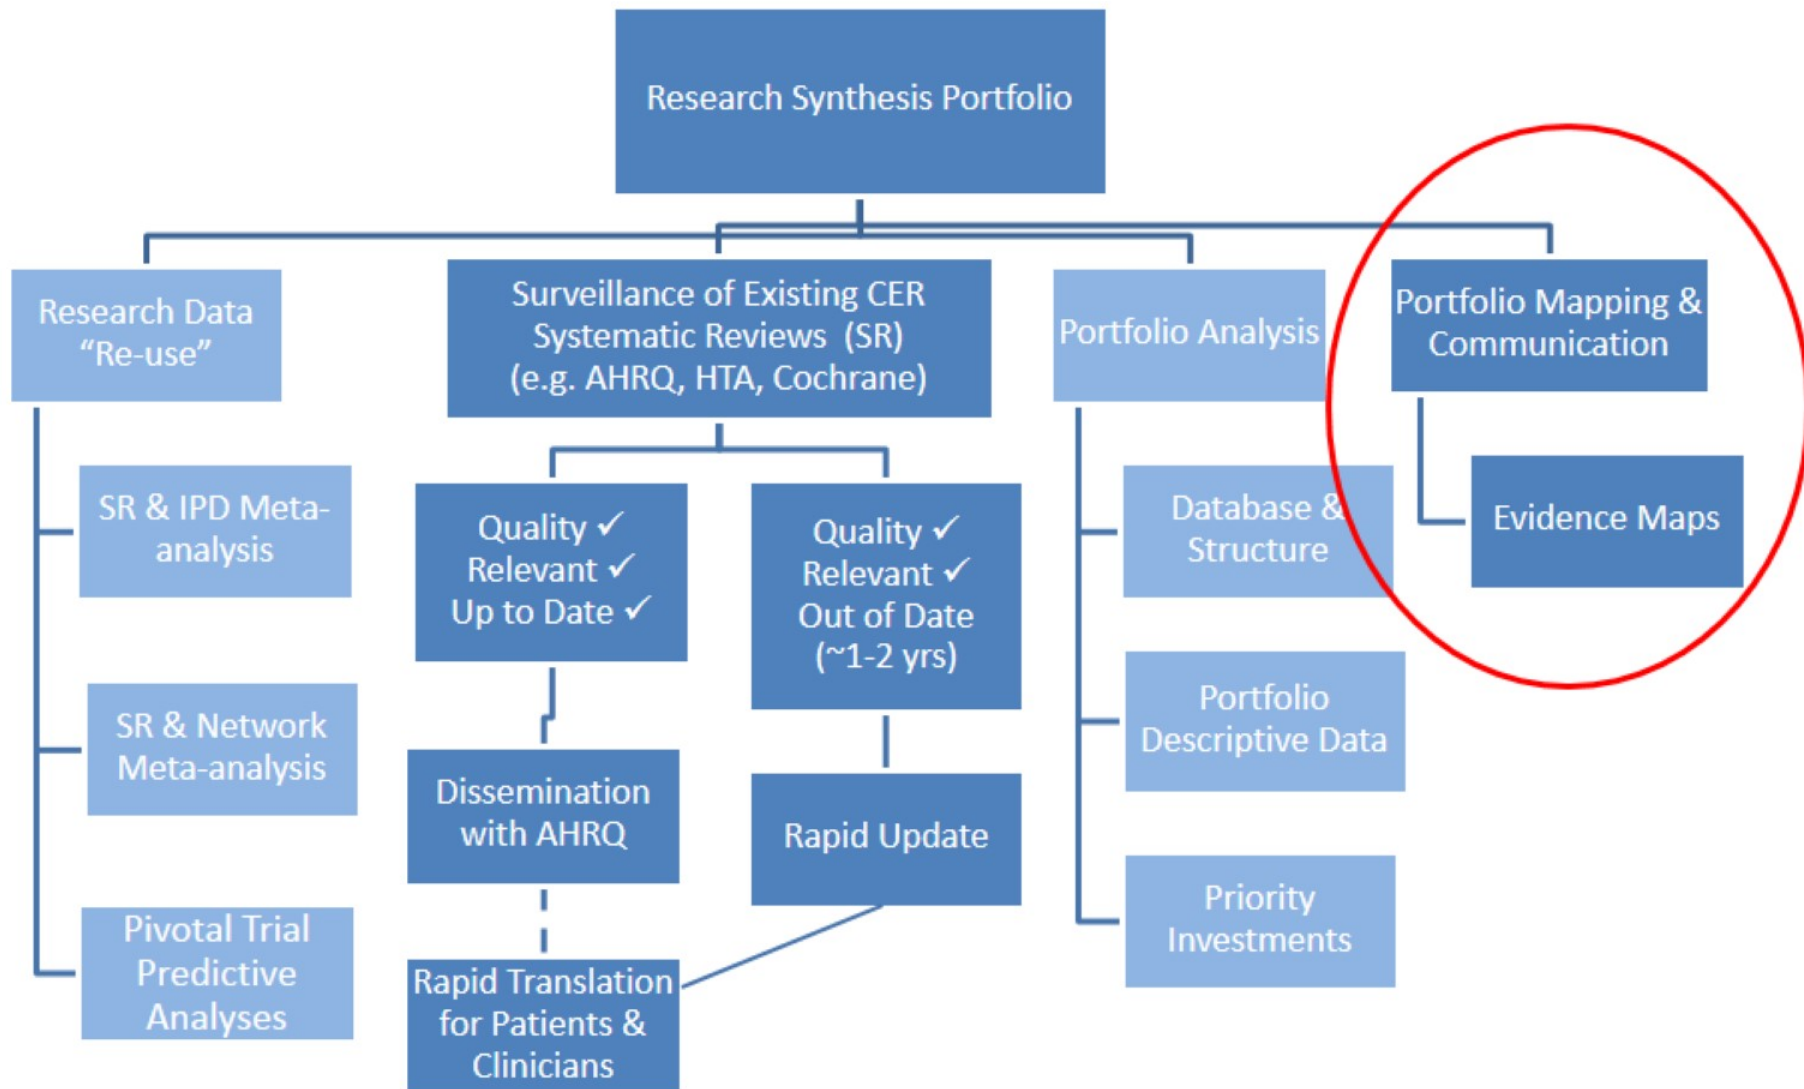 Research Synthesis Portfolio
Research Data
“Re-use”
SR & IPD Meta-
analysis
SR & Network
Meta-analysis
Pivotal Trial
Predictive
Analyses
Surveillance of Existing CER
Systematic Reviews (SR)
(e.g. AHRQ, HTA, Cochrane)
Quality ✓
Relevant ✓
Up to Date ✓
Dissemination
with AHRQ
Rapid Translation
for Patients &
Clinicians
Quality ✓
Relevant ✓
Out of Date
(~1-2 yrs)
Rapid Update
Portfolio Analysis
Database &
Structure
Portfolio
Descriptive Data
Priority
Investments
Portfolio Mapping &
Communication
Evidence Maps